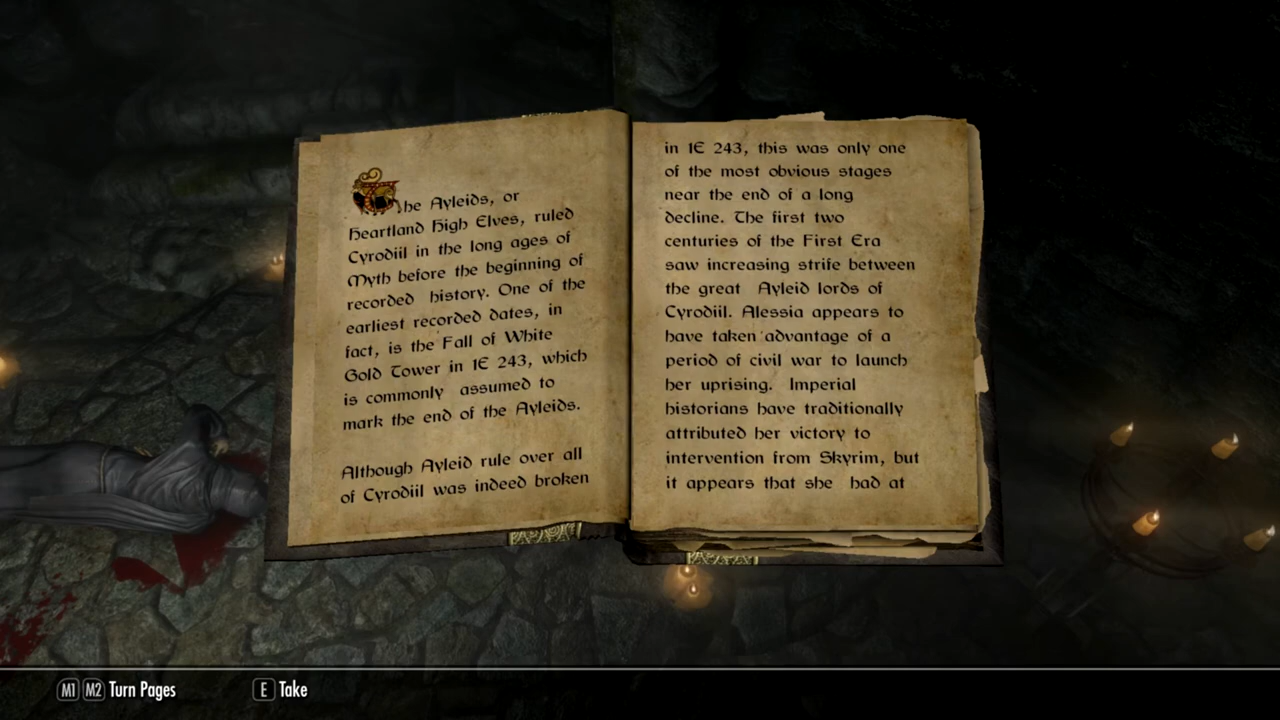 The Ayleids, or
Heartland High Elves, ruled
Cyrodiil in the long ages of
Myth before the beginning of
recorded history. One of the
earliest recorded dates, in
fact, is the Fall of White
Gold Tower in 1E 243, which
is commonly assumed to
mark the end of the Ayleids.
Although Ayleid rule over all
of Cyrodiil was indeed broken
in 1E 243, this was only one
of the most obvious stages
near the end of a long
decline. The first two
centuries of the First Era
saw increasing strife between
the great Ayleid lords of
Cyrodiil. Alessia appears to
have taken advantage of a
period of civil war to launch
her uprising. Imperial
historians have traditionally
attributed her victory to
intervention from Skyrim, but
it appears that she had at
M1 M2 Turn Pages
E Take